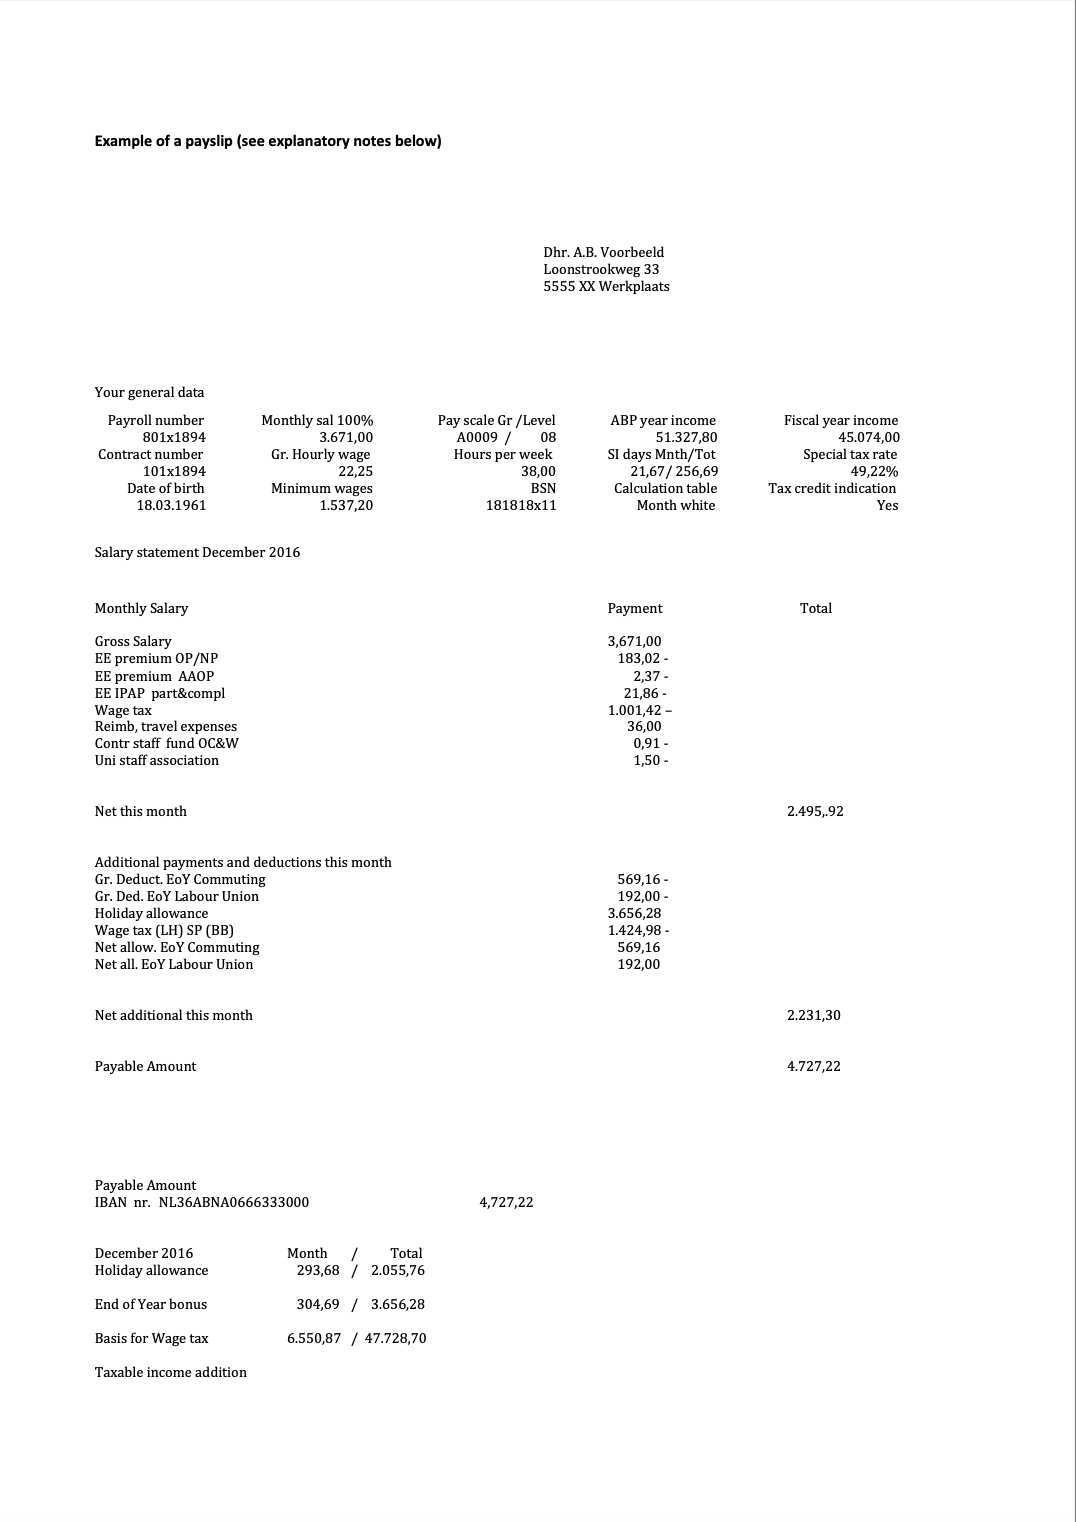 Example of a payslip (see explanatory notes below)
Dhr. A.B. Voorbeeld
Loonstrookweg 33
5555 XX Werkplaats
Your general data
Payroll number Monthly sal 100% Pay scale Gr /Level ABP year income Fiscal year income
801x1894 3.671,00 A0009 / 08 51.327,80 45.074,00
Contract number Gr. Hourly wage Hours per week SI days Mnth/Tot Special tax rate
101x1894 22,25 38,00 21,67/ 256,69 49,22%
Date of birth Minimum wages BSN Calculation table Tax credit indication
18.03.1961 1.537,20 181818x11 Month white Yes
Salary statement December 2016
Monthly Salary Payment Total
Gross Salary 3,671,00
EE premium OP/NP 183,02 -
EE premium AAOP 2,37 -
EE IPAP part&compl 21,86 -
Wage tax 1.001,42 –
Reimb, travel expenses 36,00
Contr staff fund OC&W 0,91 -
Uni staff association 1,50 -
Net this month 2.495,.92
Additional payments and deductions this month
Gr. Deduct. EoY Commuting 569,16 -
Gr. Ded. EoY Labour Union 192,00 -
Holiday allowance 3.656,28
Wage tax (LH) SP (BB) 1.424,98 -
Net allow. EoY Commuting 569,16
Net all. EoY Labour Union 192,00
Net additional this month 2.231,30
Payable Amount 4.727,22
Payable Amount
IBAN nr. NL36ABNA0666333000 4,727,22
December 2016 Month / Total
Holiday allowance 293,68 / 2.055,76
End of Year bonus 304,69 / 3.656,28
Basis for Wage tax 6.550,87 / 47.728,70
Taxable income addition